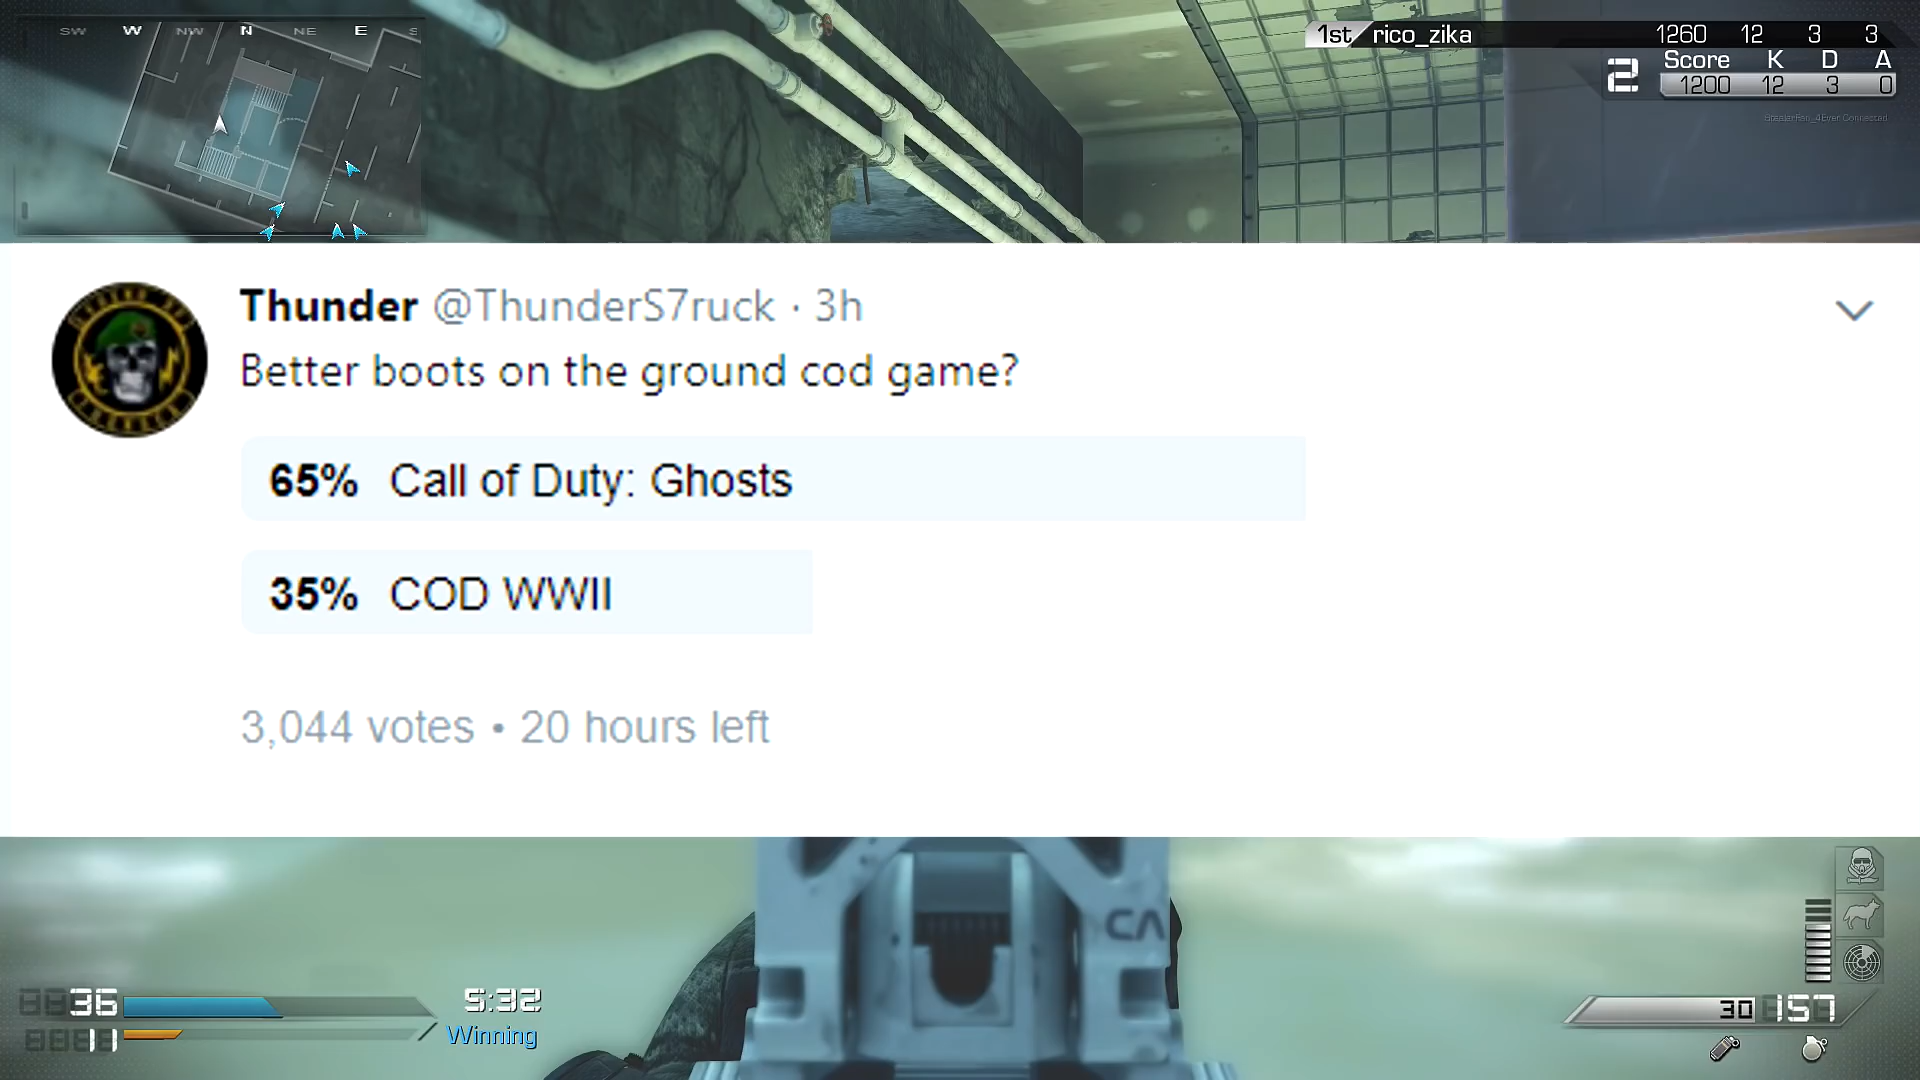 SW W NW N NE E S
1st rico_zika 1260 12 3 3
Score K D A
2 1200 12 3 0
Thunder @ThunderS7ruck · 3h
Better boots on the ground cod game?
65% Call of Duty: Ghosts
35% COD WWII
3,044 votes • 20 hours left
CA
36
11
5:32
Winning
30 157